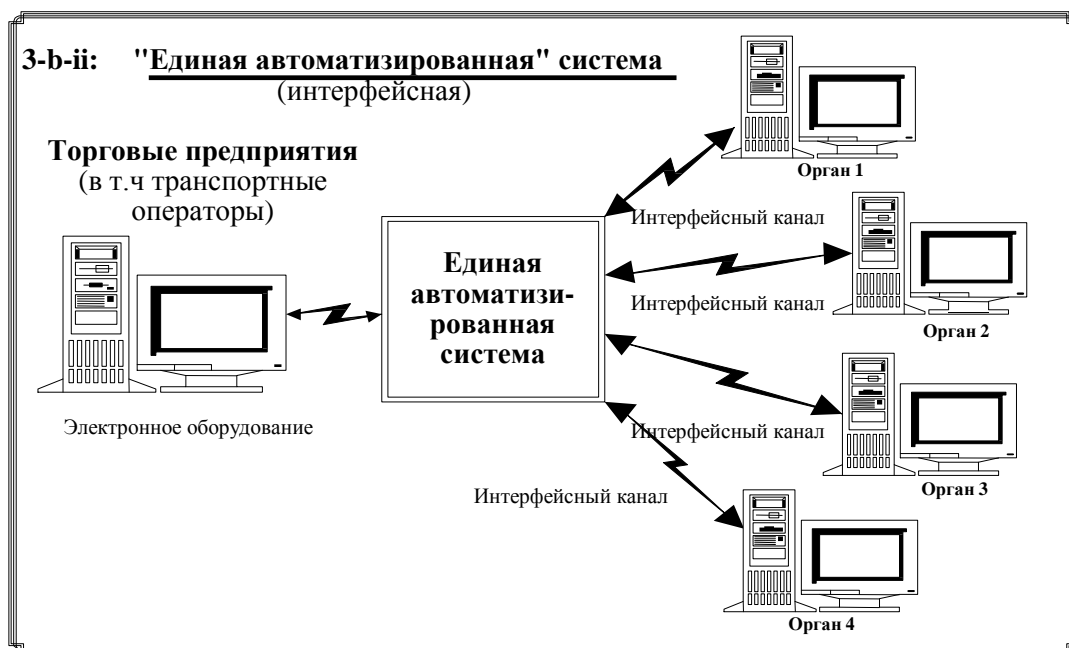 3-b-ii: "Единая автоматизированная" система
(интерфейсная)
Торговые предприятия
(в т.ч транспортные
операторы)
Электронное оборудование
Единая
автоматизи-
рованная
система
Орган 1
Интерфейсный канал
Орган 2
Интерфейсный канал
Орган 3
Интерфейсный канал
Орган 4
Интерфейсный канал